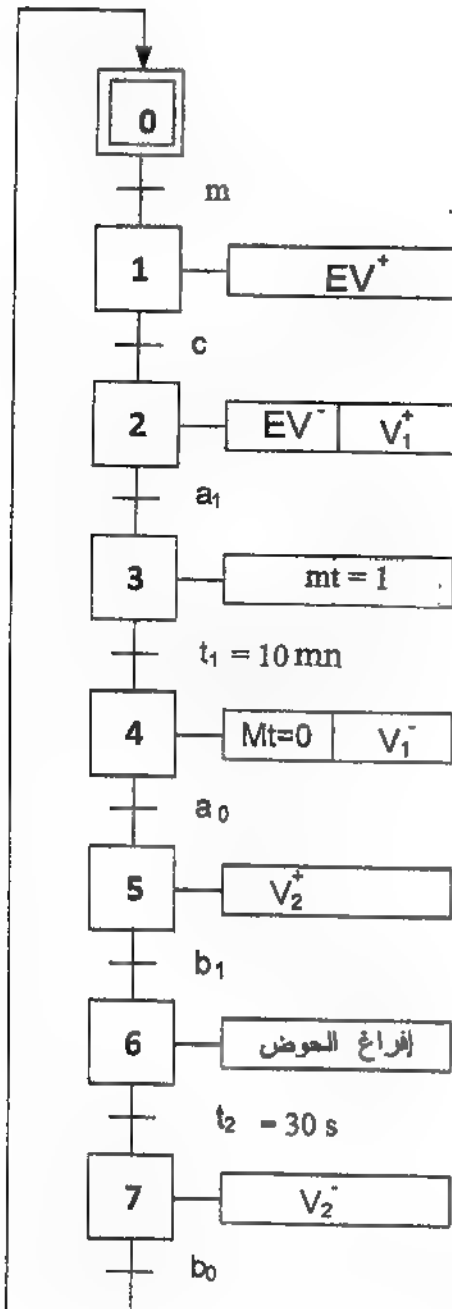 0
m
1 EV⁺
c
2 EV⁻ V₁⁺
a₁
3 mt = 1
t₁ = 10 mn
4 Mt=0 V₁⁻
a₀
5 V₂⁺
b₁
6 إفراغ الحوض
t₂ = 30 s
7 V₂⁻
b₀